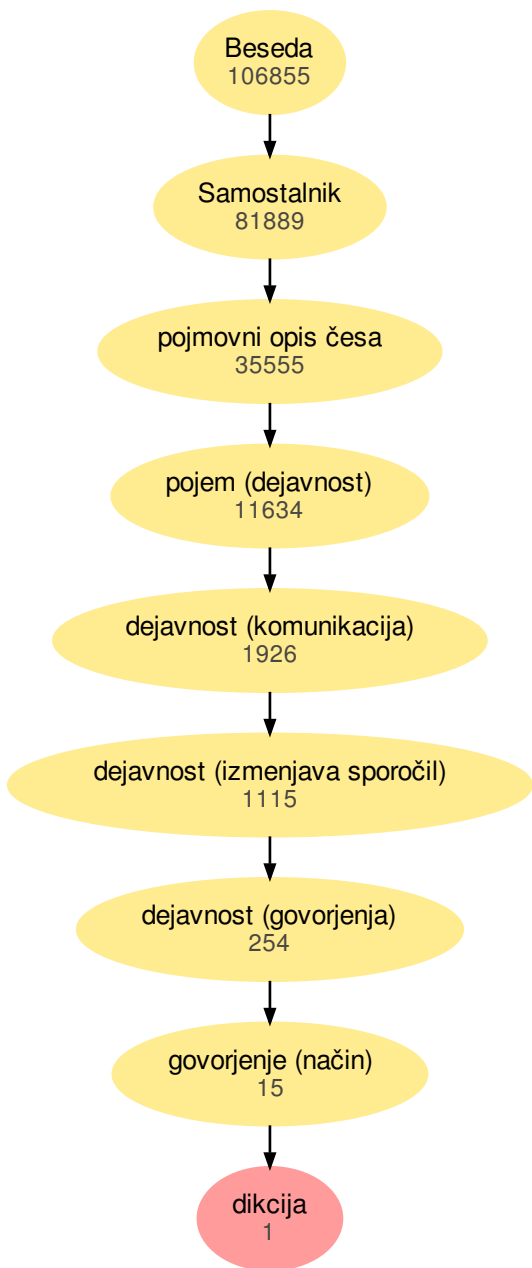 Beseda
106855
Samostalnik
81889
pojmovni opis česa
35555
pojem (dejavnost)
11634
dejavnost (komunikacija)
1926
dejavnost (izmenjava sporočil)
1115
dejavnost (govorjenja)
254
govorjenje (način)
15
dikcija
1